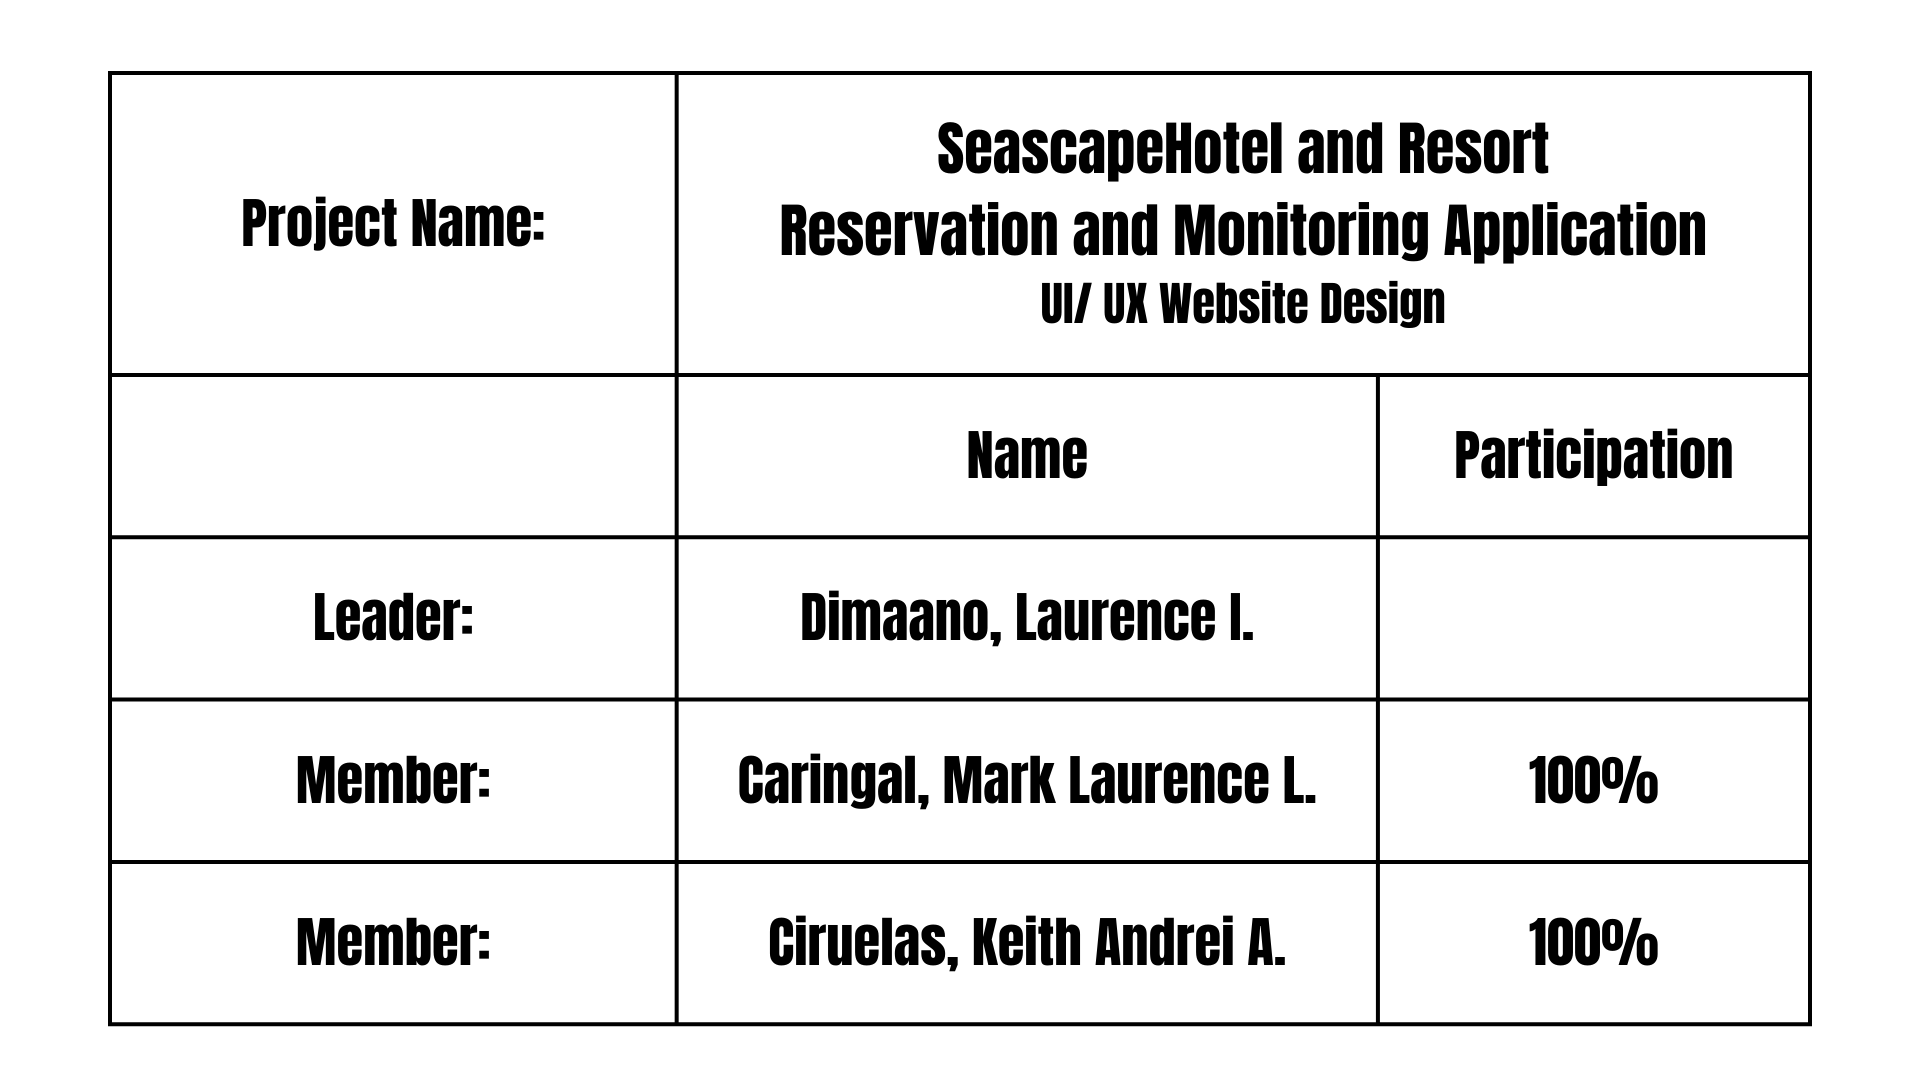 Project Name:
SeascapeHotel and Resort
Reservation and Monitoring Application
UI/ UX Website Design
Name
Participation
Leader:
Dimaano, Laurence I.
Member:
Caringal, Mark Laurence L.
100%
Member:
Ciruelas, Keith Andrei A.
100%